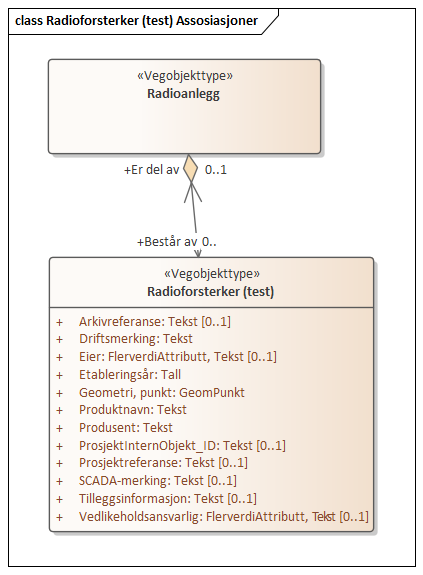 class Radioforsterker (test) Assosiasjoner
«Vegobjekttype»
Radioanlegg
+Er del av 0..1
+Består av 0..
«Vegobjekttype»
Radioforsterker (test)
+ Arkivreferanse: Tekst [0..1]
+ Driftsmerking: Tekst
+ Eier: FlerverdiAttributt, Tekst [0..1]
+ Etableringsår: Tall
+ Geometri, punkt: GeomPunkt
+ Produktnavn: Tekst
+ Produsent: Tekst
+ ProsjektInternObjekt_ID: Tekst [0..1]
+ Prosjektreferanse: Tekst [0..1]
+ SCADA-merking: Tekst [0..1]
+ Tilleggsinformasjon: Tekst [0..1]
+ Vedlikeholdsansvarlig: FlerverdiAttributt, Tekst [0..1]